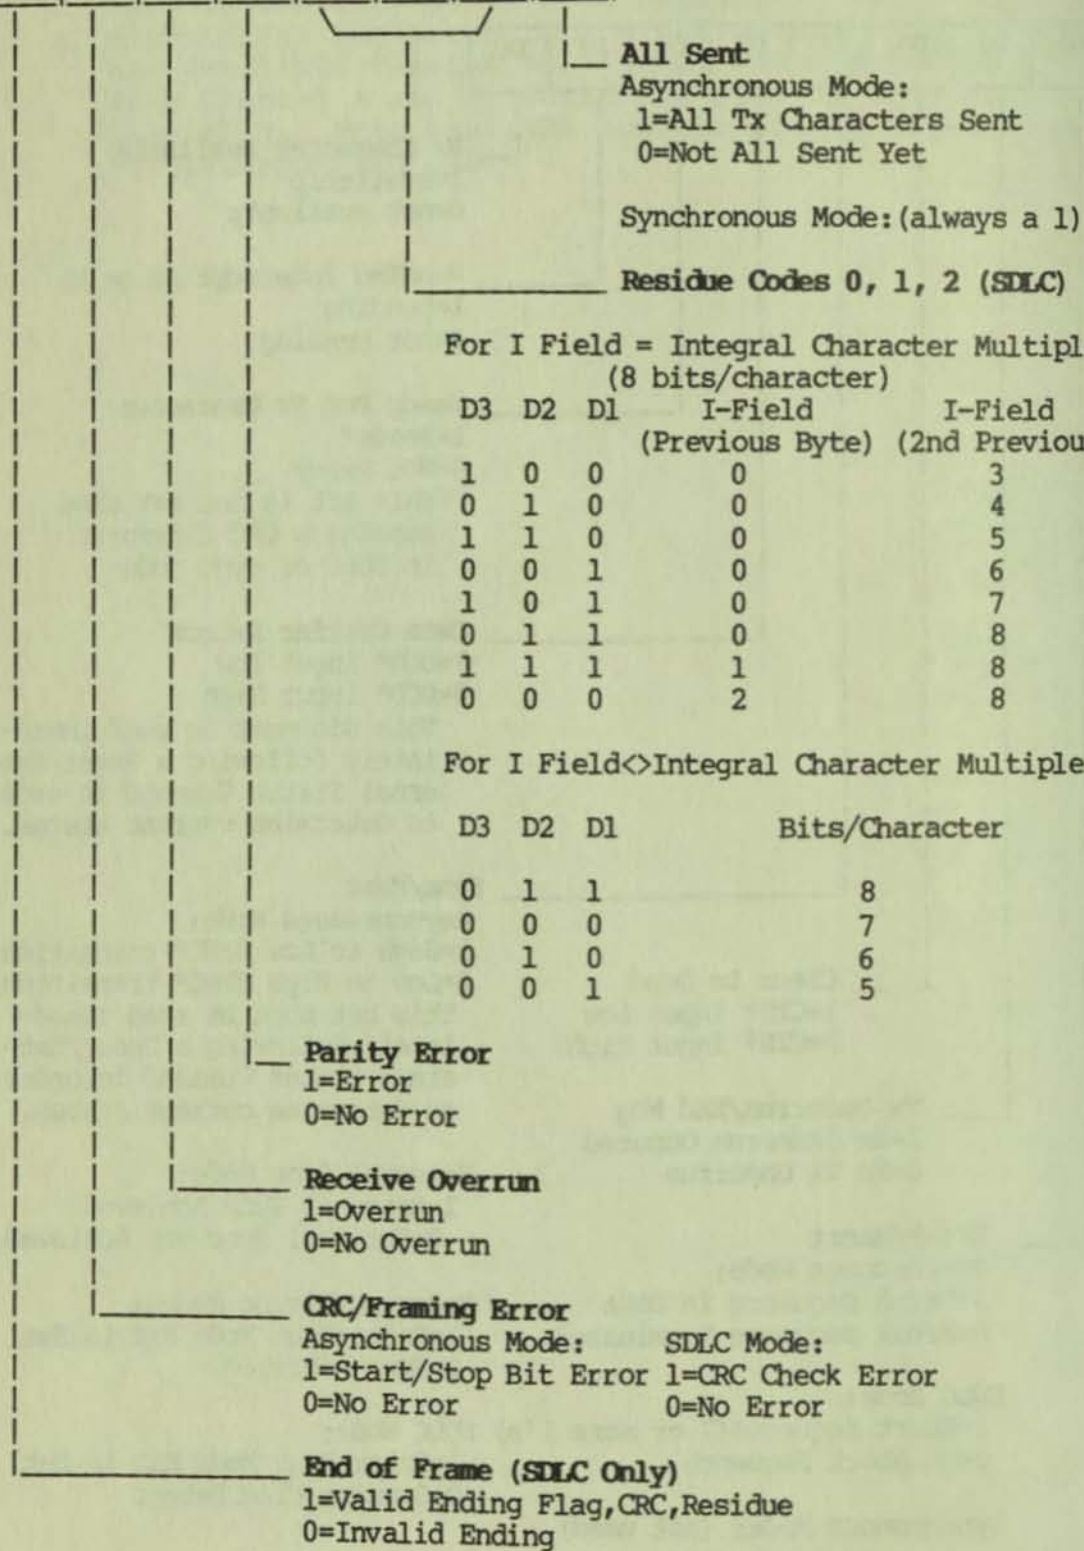 All Sent
Asynchronous Mode:
1=All Tx Characters Sent
0=Not All Sent Yet
Synchronous Mode:(always a 1)
Residue Codes 0, 1, 2 (SDLC)
For I Field = Integral Character Multipl
(8 bits/character)
D3 D2 D1 I-Field I-Field
(Previous Byte) (2nd Previou
1 0 0 0 3
0 1 0 0 4
1 1 0 0 5
0 0 1 0 6
1 0 1 0 7
0 1 1 0 8
1 1 1 1 8
0 0 0 2 8
For I Field<>Integral Character Multiple
D3 D2 D1 Bits/Character
0 1 1 8
0 0 0 7
0 1 0 6
0 0 1 5
Parity Error
1=Error
0=No Error
Receive Overrun
1=Overrun
0=No Overrun
CRC/Framing Error
Asynchronous Mode: SDLC Mode:
1=Start/Stop Bit Error 1=CRC Check Error
0=No Error 0=No Error
End of Frame (SDLC Only)
1=Valid Ending Flag,CRC,Residue
0=Invalid Ending